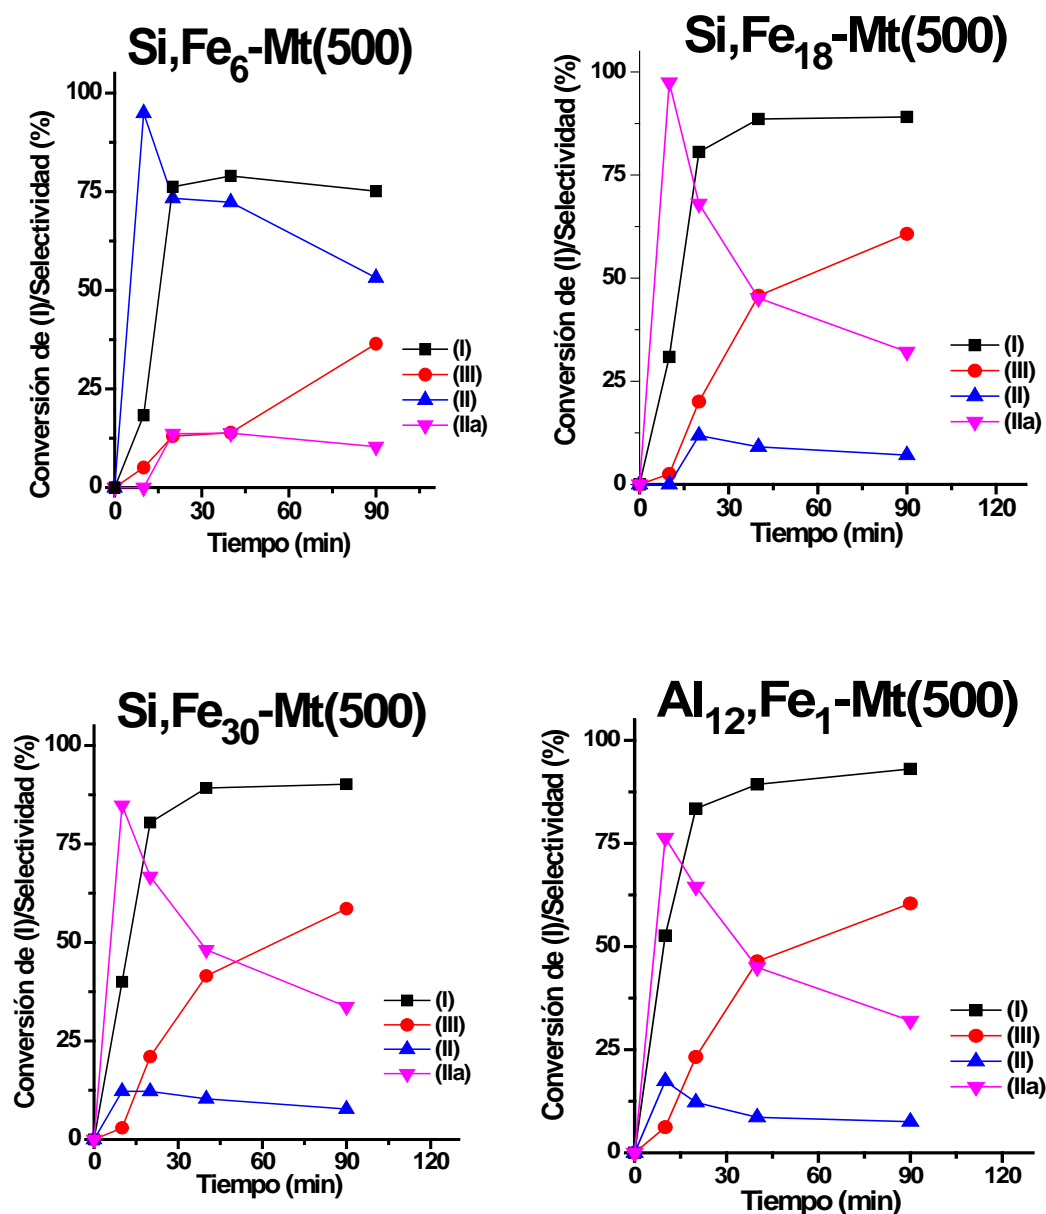 Si,Fe6-Mt(500)
Conversión de (I)/Selectividad (%)
100
75
50
25
0
0 30 60 90
Tiempo (min)
(I)
(III)
(II)
(IIa)
Si,Fe18-Mt(500)
Conversión de (I)/Selectividad (%)
100
75
50
25
0
0 30 60 90 120
Tiempo (min)
(I)
(III)
(II)
(IIa)
Si,Fe30-Mt(500)
Conversión de (I)/Selectividad (%)
100
75
50
25
0
0 30 60 90 120
Tiempo (min)
(I)
(III)
(II)
(IIa)
Al12,Fe1-Mt(500)
Conversión de (I)/Selectividad (%)
100
75
50
25
0
0 30 60 90 120
Tiempo (min)
(I)
(III)
(II)
(IIa)